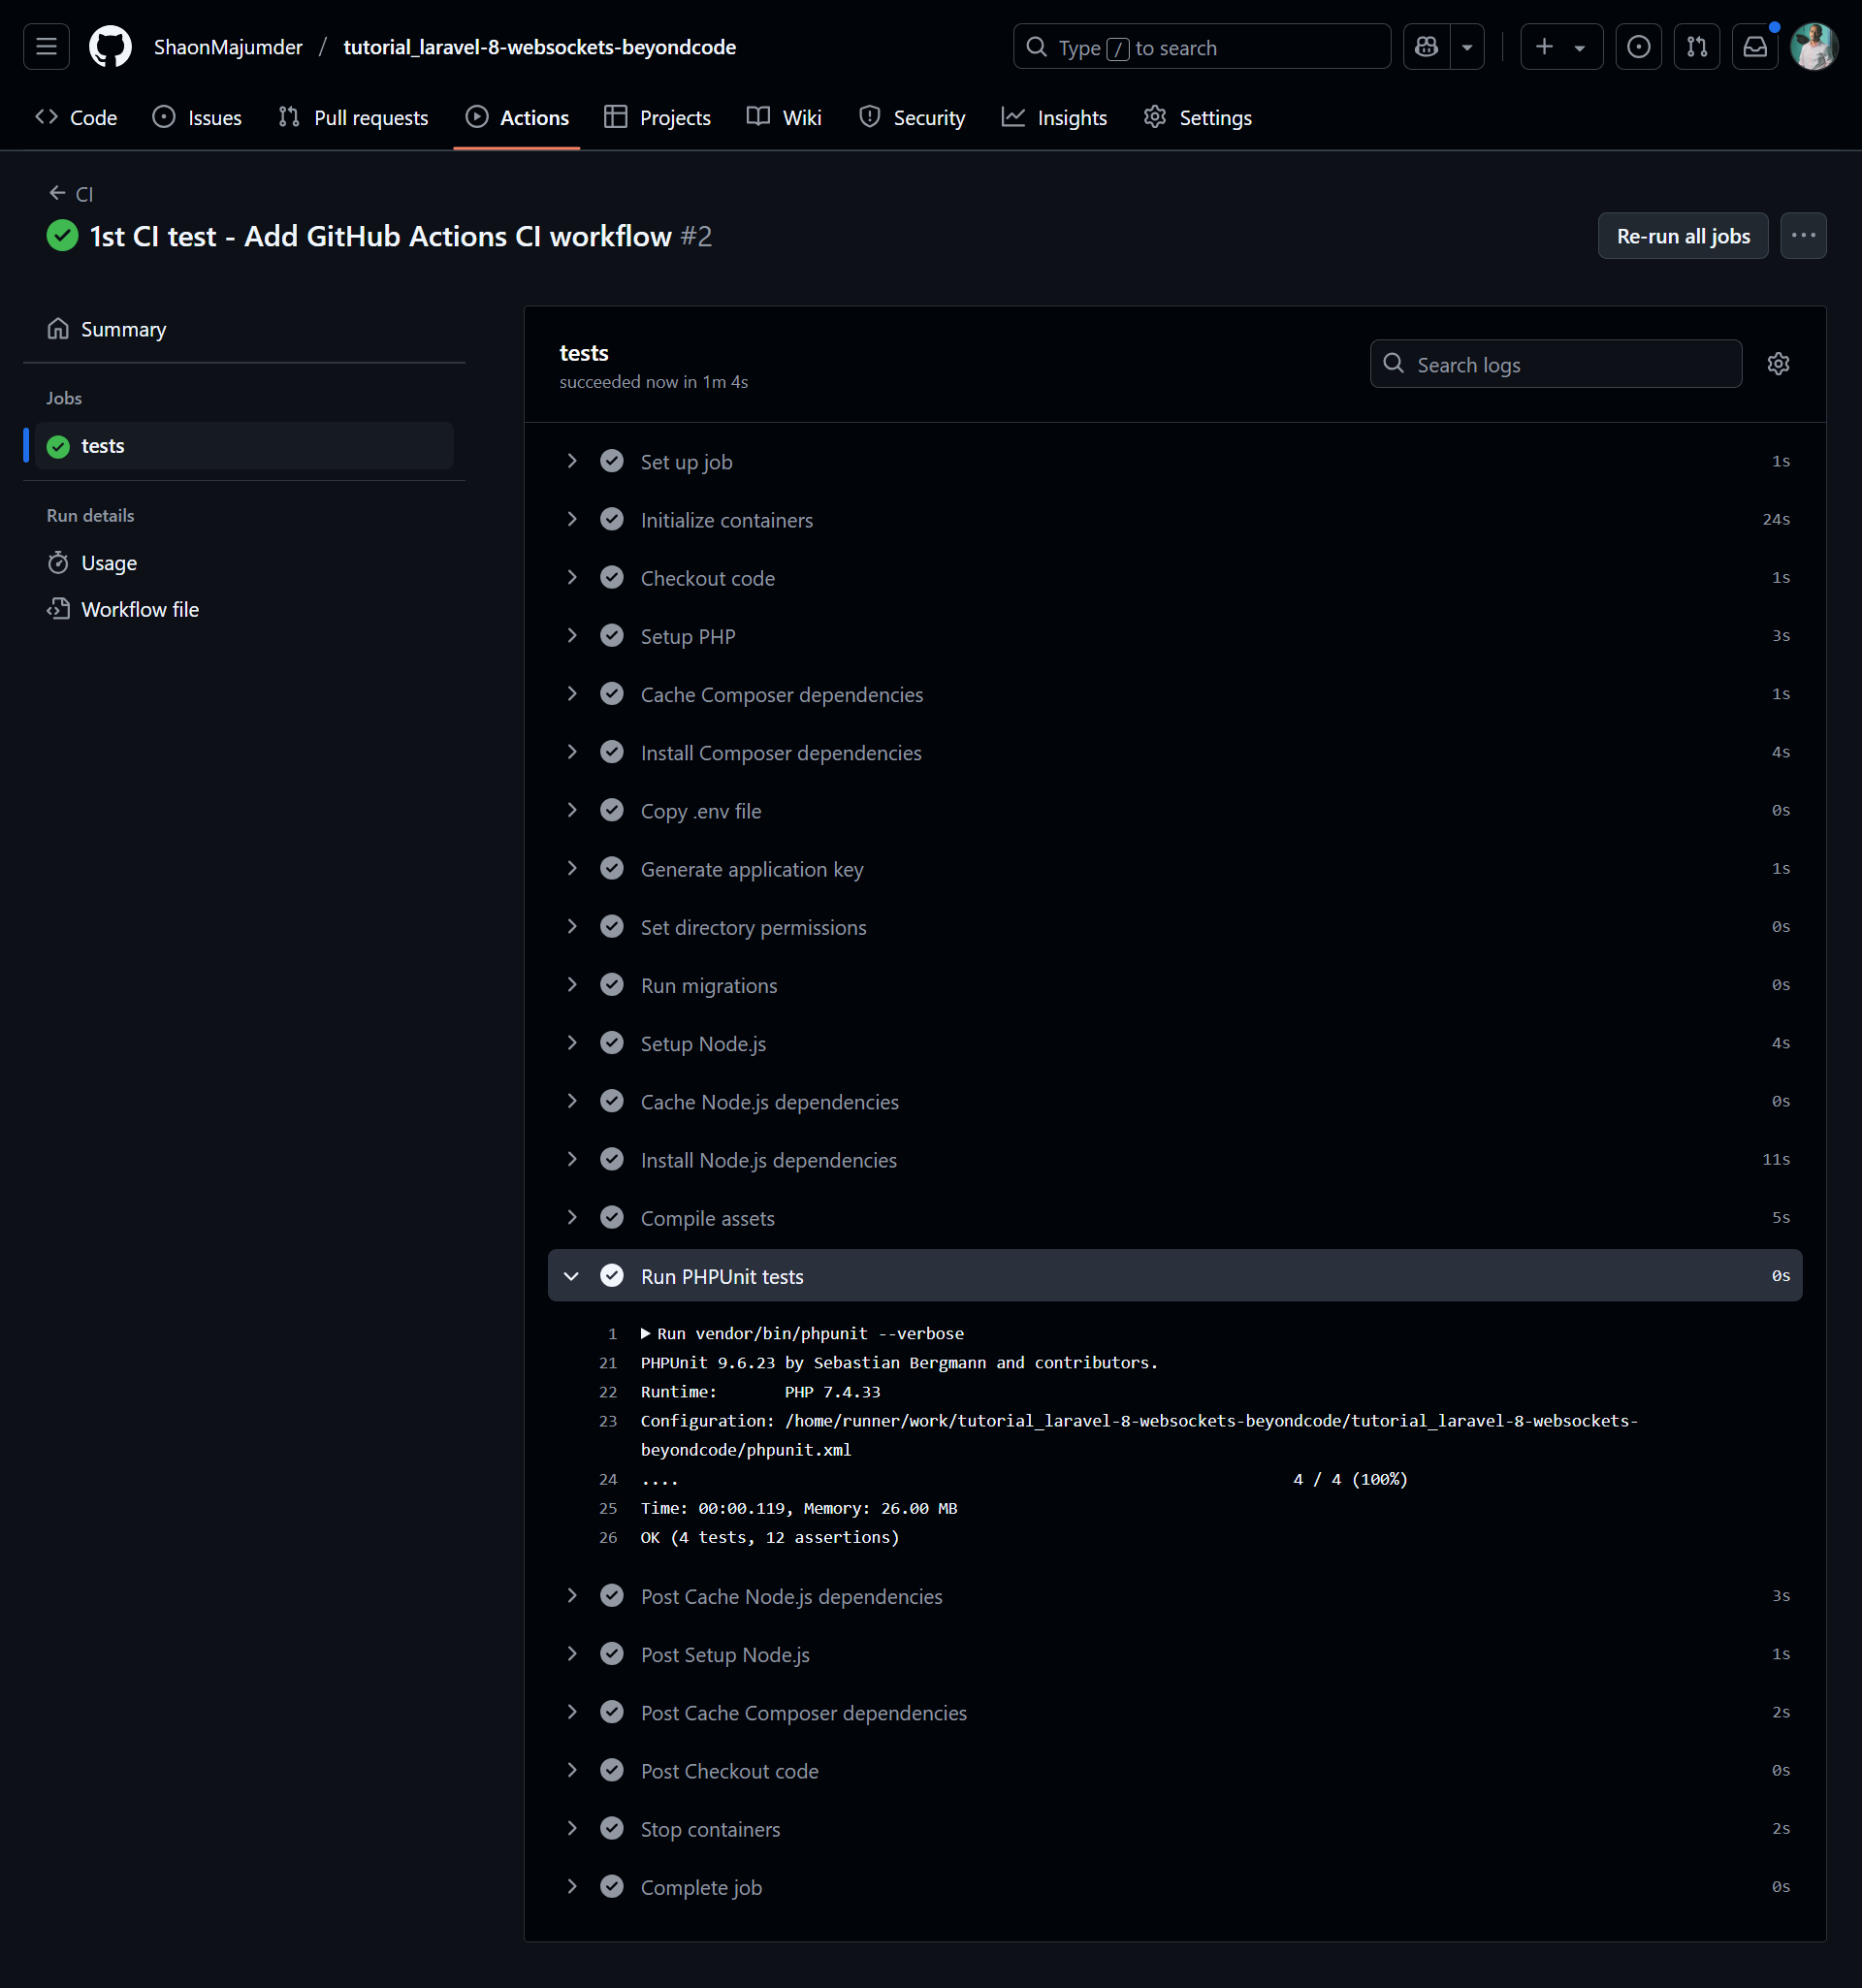 ShaonMajumder / tutorial_laravel-8-websockets-beyondcode
Type / to search
Code Issues Pull requests Actions Projects Wiki Security Insights Settings
CI
1st CI test - Add GitHub Actions CI workflow #2
Re-run all jobs
Summary
Jobs
tests
Run details
Usage
Workflow file
tests
succeeded now in 1m 4s
Search logs
Set up job 1s
Initialize containers 24s
Checkout code 1s
Setup PHP 3s
Cache Composer dependencies 1s
Install Composer dependencies 4s
Copy .env file 0s
Generate application key 1s
Set directory permissions 0s
Run migrations 0s
Setup Node.js 4s
Cache Node.js dependencies 0s
Install Node.js dependencies 11s
Compile assets 5s
Run PHPUnit tests 0s
1 Run vendor/bin/phpunit --verbose
21 PHPUnit 9.6.23 by Sebastian Bergmann and contributors.
22 Runtime: PHP 7.4.33
23 Configuration: /home/runner/work/tutorial_laravel-8-websockets-beyondcode/tutorial_laravel-8-websockets-
beyondcode/phpunit.xml
24 .... 4 / 4 (100%)
25 Time: 00:00.119, Memory: 26.00 MB
26 OK (4 tests, 12 assertions)
Post Cache Node.js dependencies 3s
Post Setup Node.js 1s
Post Cache Composer dependencies 2s
Post Checkout code 0s
Stop containers 2s
Complete job 0s